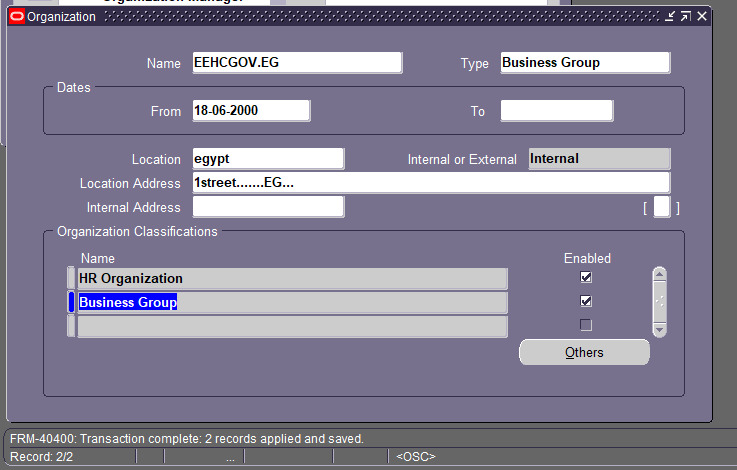 Organization Manager
Organization
Name EEHCGOV.EG Type Business Group
Dates
From 18-06-2000 To
Location egypt Internal or External Internal
Location Address 1street.......EG...
Internal Address [ ]
Organization Classifications
Name Enabled
HR Organization
Business Group
Others
FRM-40400: Transaction complete: 2 records applied and saved.
Record: 2/2 ... <OSC>